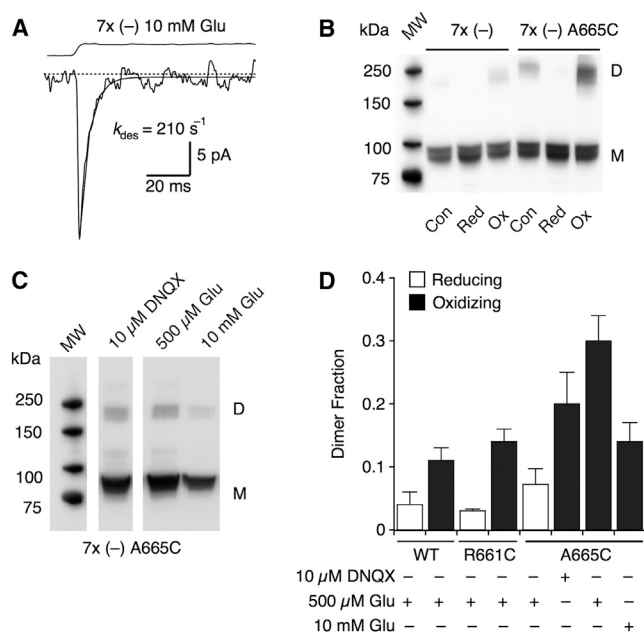 A
7x (–) 10 mM Glu
k des = 210 s–1
5 pA
20 ms
B
kDa
MW
7x (–)
7x (–) A665C
250
150
100
75
D
M
Con
Red
Ox
Con
Red
Ox
C
kDa
MW
10 µM DNQX
500 µM Glu
10 mM Glu
250
150
100
75
D
M
7x (–) A665C
D
Reducing
Oxidizing
Dimer Fraction
0.4
0.3
0.2
0.1
0
WT R661C A665C
10 µM DNQX – – – – – + – –
500 µM Glu + + + + + – + –
10 mM Glu – – – – – – – +